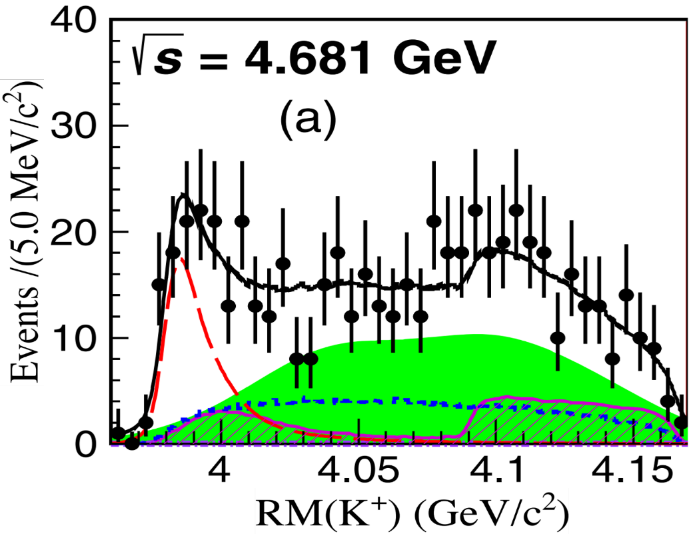 40
√s = 4.681 GeV
(a)
30
20
10
0
Events /(5.0 MeV/c²)
4 4.05 4.1 4.15
RM(K⁺) (GeV/c²)